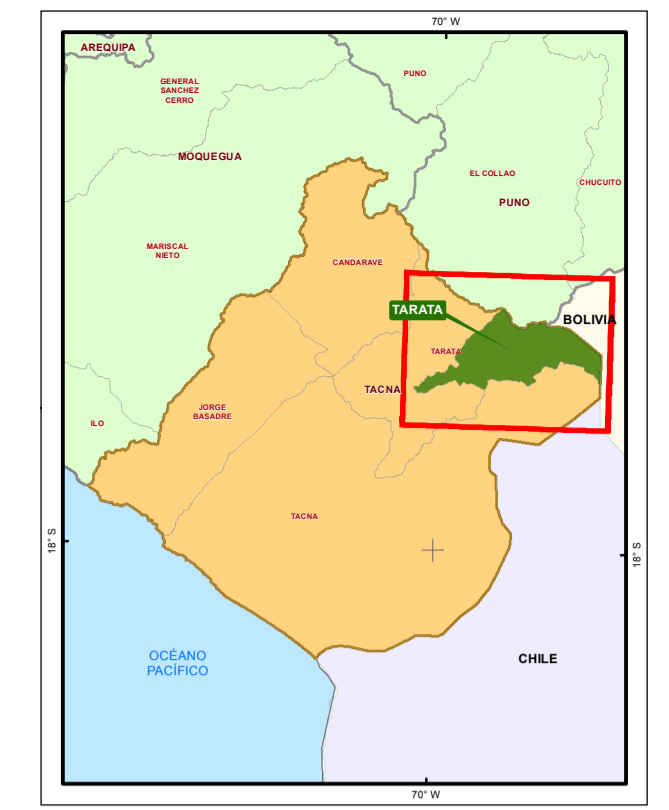 70° W
AREQUIPA
PUNO
GENERAL
SANCHEZ
CERRO
MOQUEGUA
EL COLLAO
CHUCUITO
PUNO
MARISCAL
NIETO
CANDARAVE
TARATA
BOLIVIA
TARATA
TACNA
JORGE
BASADRE
ILO
TACNA
18° S
18° S
OCÉANO
PACÍFICO
CHILE
70° W